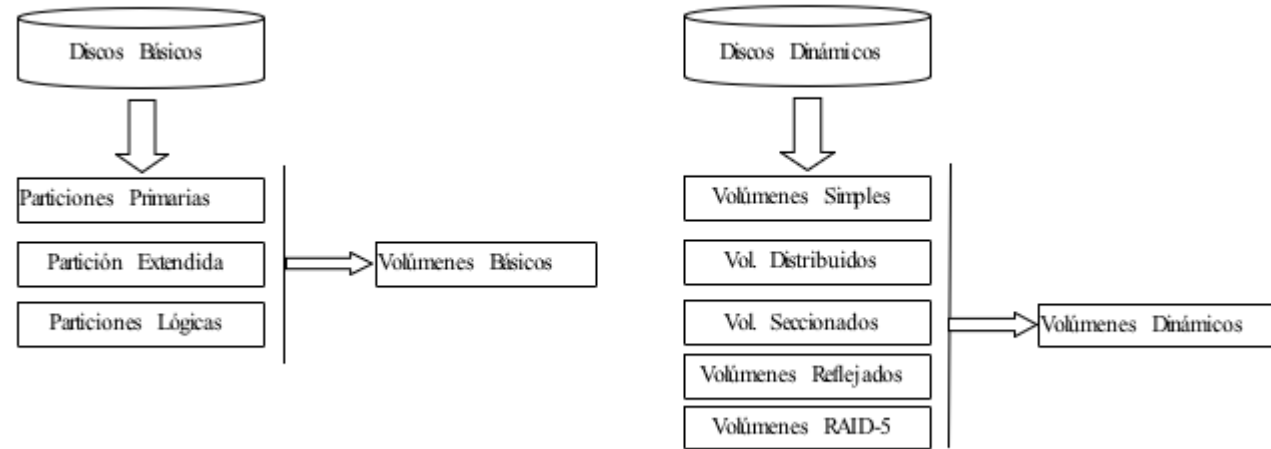 Discos Básicos
Particiones Primarias
Partición Extendida
Particiones Lógicas
Volúmenes Básicos
Discos Dinámicos
Volúmenes Simples
Vol. Distribuidos
Vol. Seccionados
Volúmenes Reflejados
Volúmenes RAID-5
Volúmenes Dinámicos